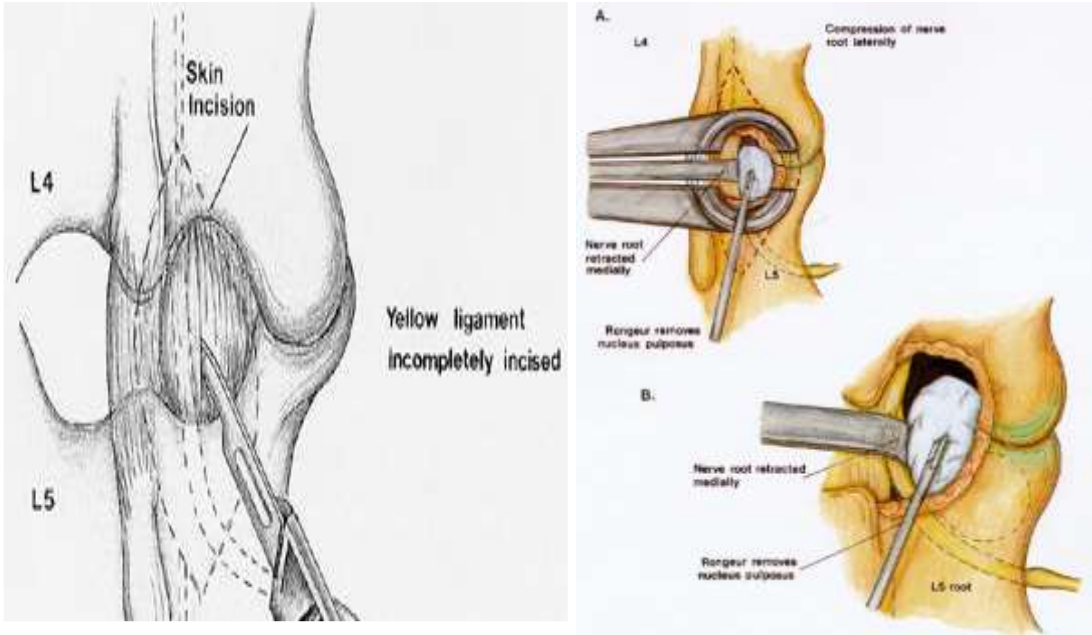 Skin
Incision
L4
Yellow ligament
incompletely incised
L5
A.
L4
Compression of nerve
root laterally
Nerve root
retracted
medially
L5
Rongeur removes
nucleus pulposus
B.
Nerve root retracted
medially
Rongeur removes
nucleus pulposus
L5 root